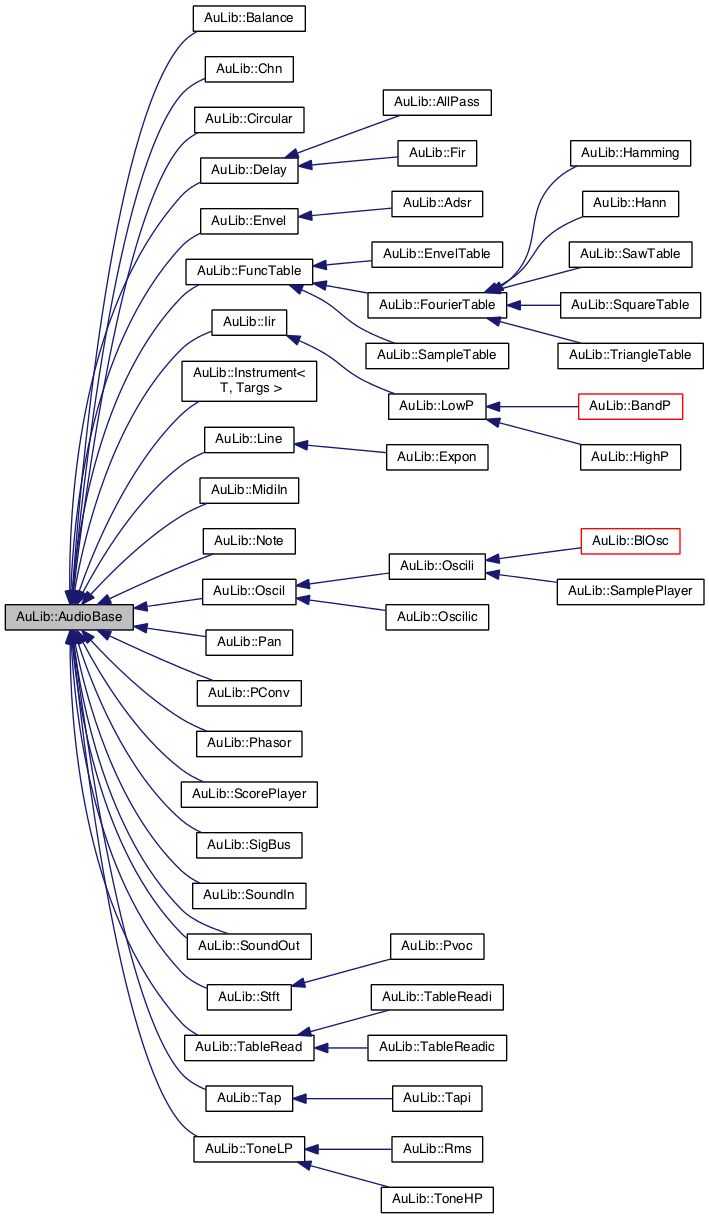 AuLib::Balance
AuLib::Chn
AuLib::AllPass
AuLib::Circular
AuLib::Fir
AuLib::Hamming
AuLib::Delay
AuLib::Adsr
AuLib::Hann
AuLib::Envel
AuLib::EnvelTable
AuLib::SawTable
AuLib::FuncTable
AuLib::FourierTable
AuLib::SquareTable
AuLib::Iir
AuLib::SampleTable
AuLib::TriangleTable
AuLib::Instrument<
T, Targs >
AuLib::LowP
AuLib::BandP
AuLib::Line
AuLib::Expon
AuLib::HighP
AuLib::MidiIn
AuLib::Note
AuLib::BlOsc
AuLib::Oscili
AuLib::Oscil
AuLib::SamplePlayer
AuLib::AudioBase
AuLib::Oscilic
AuLib::Pan
AuLib::PConv
AuLib::Phasor
AuLib::ScorePlayer
AuLib::SigBus
AuLib::SoundIn
AuLib::SoundOut
AuLib::Pvoc
AuLib::Stft
AuLib::TableReadi
AuLib::TableRead
AuLib::TableReadic
AuLib::Tap
AuLib::Tapi
AuLib::ToneLP
AuLib::Rms
AuLib::ToneHP